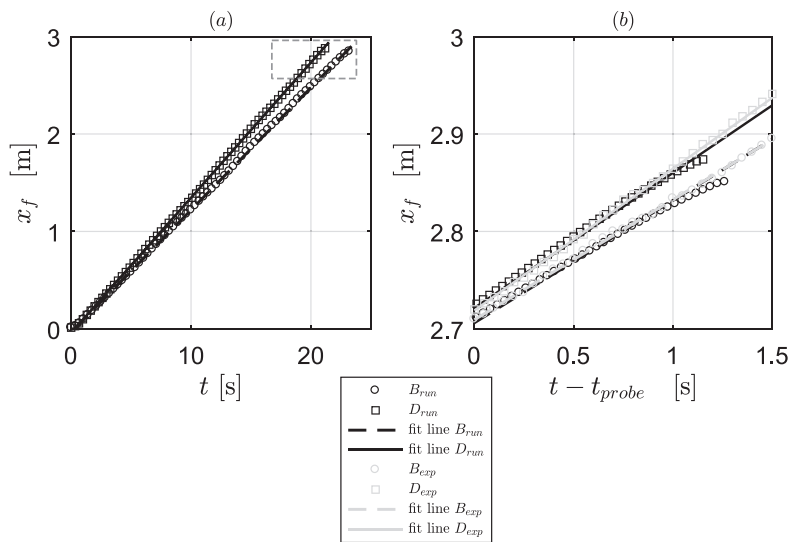 (a)
3
2
1
0
x_f [m]
0
10
20
t [s]
(b)
3
2.9
2.8
2.7
x_f [m]
0
0.5
1
1.5
t − t_probe [s]
B_run
D_run
fit line B_run
fit line D_run
B_exp
D_exp
fit line B_exp
fit line D_exp